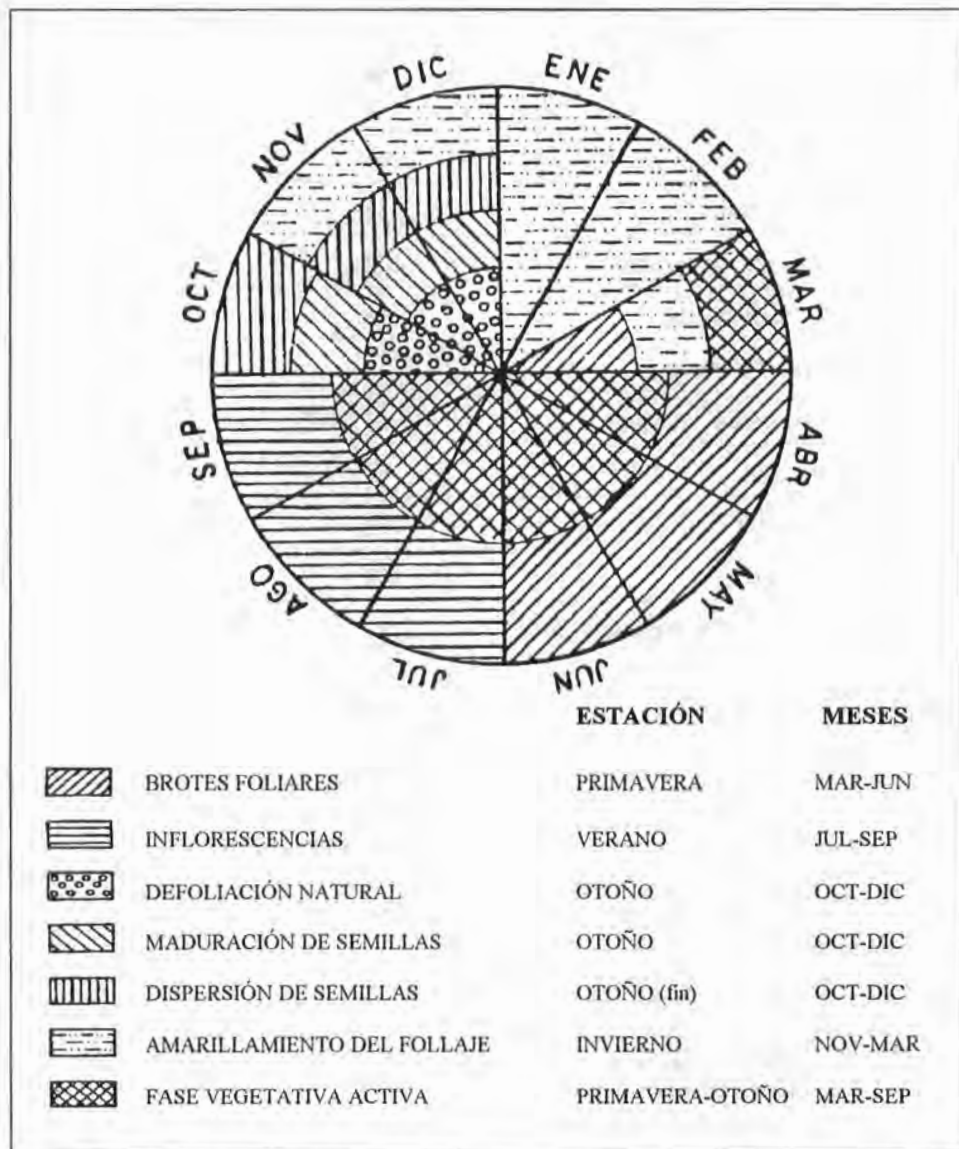 DIC
ENE
NOV
FEB
OCT
MAR
SEP
ABR
AGO
MAY
JUL
JUN
ESTACIÓN MESES
BROTES FOLIARES PRIMAVERA MAR-JUN
INFLORESCENCIAS VERANO JUL-SEP
DEFOLIACIÓN NATURAL OTOÑO OCT-DIC
MADURACIÓN DE SEMILLAS OTOÑO OCT-DIC
DISPERSIÓN DE SEMILLAS OTOÑO (fin) OCT-DIC
AMARILLAMIENTO DEL FOLLAJE INVIERNO NOV-MAR
FASE VEGETATIVA ACTIVA PRIMAVERA-OTOÑO MAR-SEP